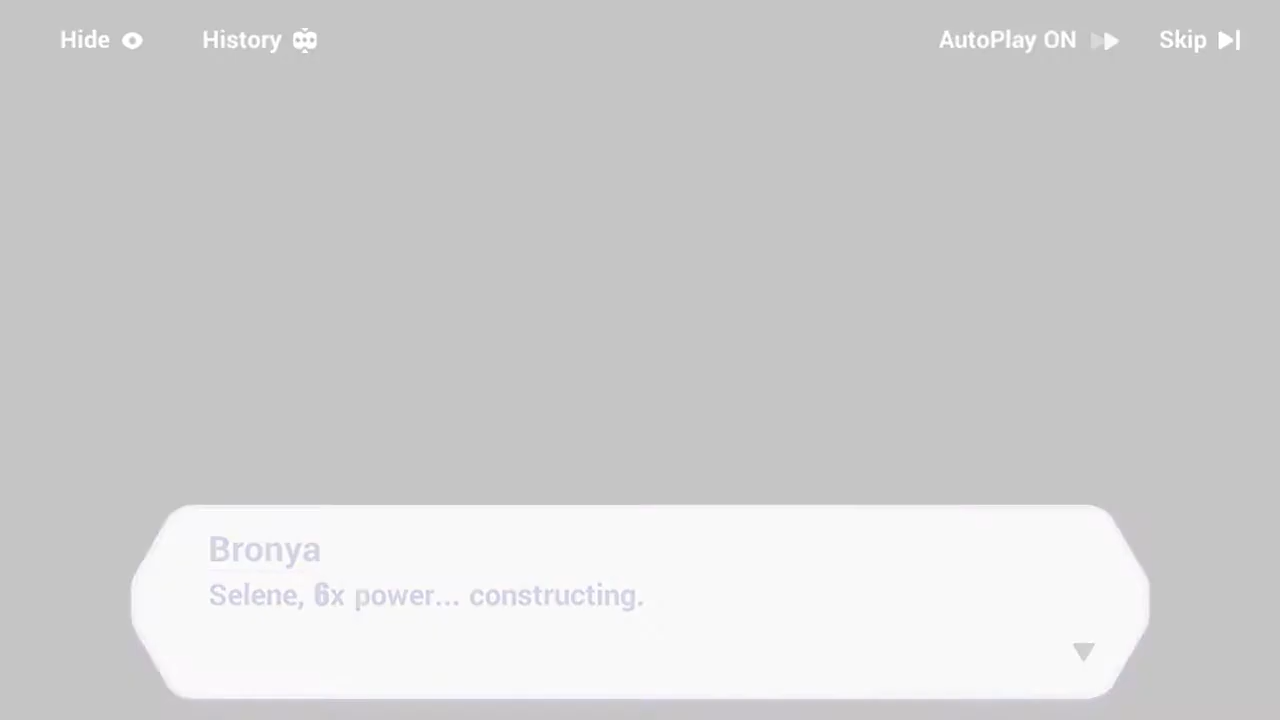 Hide
History
AutoPlay ON
Skip
Bronya
Selene, 6x power... constructing.